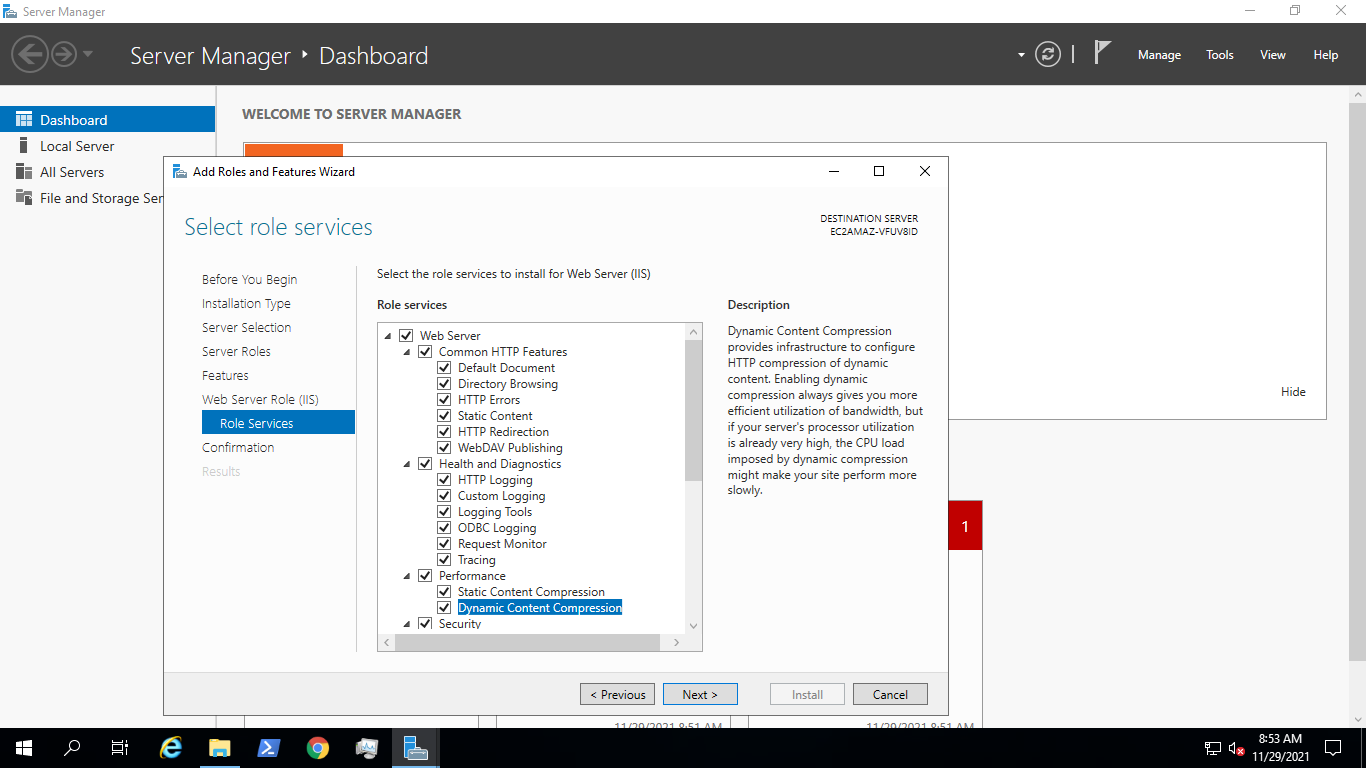 Server Manager
Server Manager
Dashboard
Manage
Tools
View
Help
Dashboard
Local Server
All Servers
File and Storage Ser
WELCOME TO SERVER MANAGER
Hide
1
Add Roles and Features Wizard
Select role services
DESTINATION SERVER
EC2AMAZ-VFUV8ID
Before You Begin
Installation Type
Server Selection
Server Roles
Features
Web Server Role (IIS)
Role Services
Confirmation
Results
Select the role services to install for Web Server (IIS)
Role services
Web Server
Common HTTP Features
Default Document
Directory Browsing
HTTP Errors
Static Content
HTTP Redirection
WebDAV Publishing
Health and Diagnostics
HTTP Logging
Custom Logging
Logging Tools
ODBC Logging
Request Monitor
Tracing
Performance
Static Content Compression
Dynamic Content Compression
Security
Description
Dynamic Content Compression
provides infrastructure to configure
HTTP compression of dynamic
content. Enabling dynamic
compression always gives you more
efficient utilization of bandwidth, but
if your server's processor utilization
is already very high, the CPU load
imposed by dynamic compression
might make your site perform more
slowly.
< Previous
Next >
Install
Cancel
11/29/2021 8:51 AM
11/29/2021 8:51 AM
8:53 AM
11/29/2021